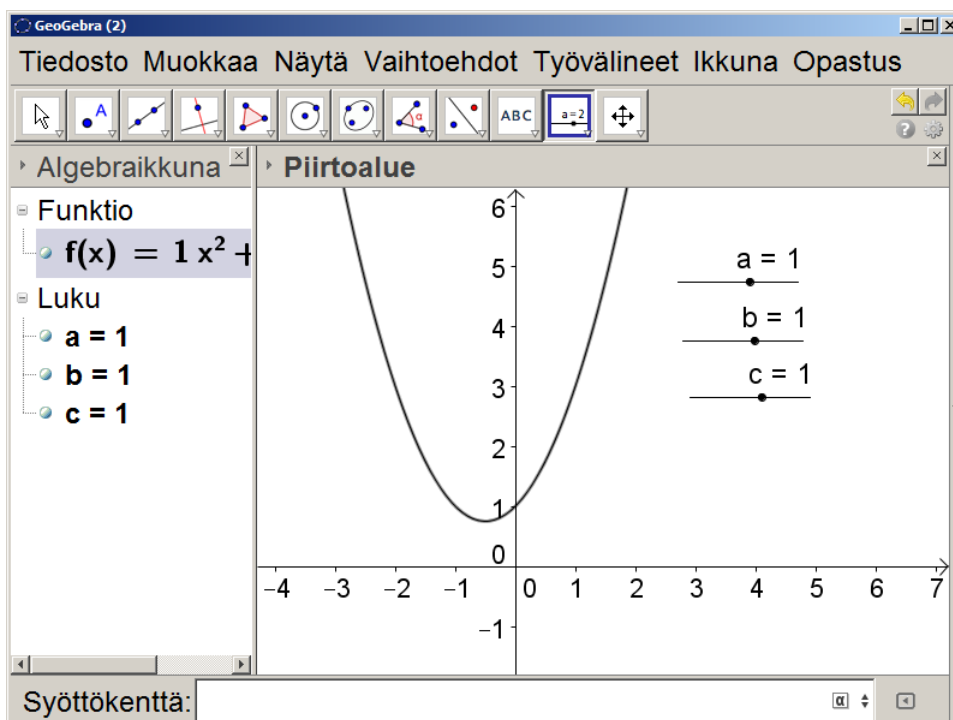 GeoGebra (2)
Tiedosto Muokkaa Näytä Vaihtoehdot Työvälineet Ikkuna Opastus
A
α
ABC
a=2
?
Algebraikkuna
Piirtoalue
Funktio
f(x) = 1 x² +
Luku
a = 1
b = 1
c = 1
6
5
4
3
2
1
0
−1
a = 1
b = 1
c = 1
−4 −3 −2 −1 0 1 2 3 4 5 6 7
Syöttökenttä:
α